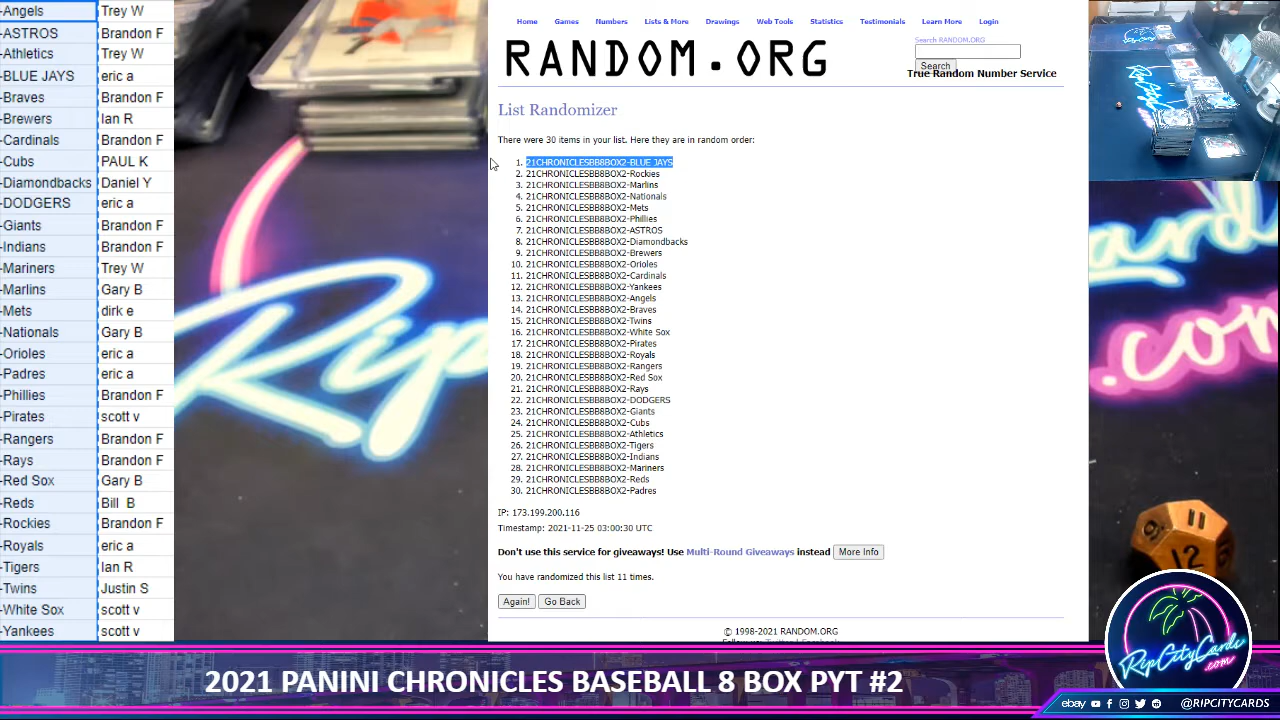 -Angels Trey W
-ASTROS Brandon F
-Athletics Trey W
-BLUE JAYS eric a
-Braves Brandon F
-Brewers Ian R
-Cardinals Brandon F
-Cubs PAUL K
-Diamondbacks Daniel Y
-DODGERS eric a
-Giants Brandon F
-Indians Brandon F
-Mariners Trey W
-Marlins Gary B
-Mets dirk e
-Nationals Gary B
-Orioles eric a
-Padres eric a
-Phillies Brandon F
-Pirates scott v
-Rangers Brandon F
-Rays Brandon F
-Red Sox Gary B
-Reds Bill B
-Rockies Brandon F
-Royals eric a
-Tigers Ian R
-Twins Justin S
-White Sox scott v
-Yankees scott v
Rip
Home Games Numbers Lists & More Drawings Web Tools Statistics Testimonials Learn More Login
RANDOM.ORG
Search RANDOM.ORG
Search
True Random Number Service
List Randomizer
There were 30 items in your list. Here they are in random order:
1. 21CHRONICLESBB8BOX2-BLUE JAYS
2. 21CHRONICLESBB8BOX2-Rockies
3. 21CHRONICLESBB8BOX2-Marlins
4. 21CHRONICLESBB8BOX2-Nationals
5. 21CHRONICLESBB8BOX2-Mets
6. 21CHRONICLESBB8BOX2-Phillies
7. 21CHRONICLESBB8BOX2-ASTROS
8. 21CHRONICLESBB8BOX2-Diamondbacks
9. 21CHRONICLESBB8BOX2-Brewers
10. 21CHRONICLESBB8BOX2-Orioles
11. 21CHRONICLESBB8BOX2-Cardinals
12. 21CHRONICLESBB8BOX2-Yankees
13. 21CHRONICLESBB8BOX2-Angels
14. 21CHRONICLESBB8BOX2-Braves
15. 21CHRONICLESBB8BOX2-Twins
16. 21CHRONICLESBB8BOX2-White Sox
17. 21CHRONICLESBB8BOX2-Pirates
18. 21CHRONICLESBB8BOX2-Royals
19. 21CHRONICLESBB8BOX2-Rangers
20. 21CHRONICLESBB8BOX2-Red Sox
21. 21CHRONICLESBB8BOX2-Rays
22. 21CHRONICLESBB8BOX2-DODGERS
23. 21CHRONICLESBB8BOX2-Giants
24. 21CHRONICLESBB8BOX2-Cubs
25. 21CHRONICLESBB8BOX2-Athletics
26. 21CHRONICLESBB8BOX2-Tigers
27. 21CHRONICLESBB8BOX2-Indians
28. 21CHRONICLESBB8BOX2-Mariners
29. 21CHRONICLESBB8BOX2-Reds
30. 21CHRONICLESBB8BOX2-Padres
IP: 173.199.200.116
Timestamp: 2021-11-25 03:00:30 UTC
Don't use this service for giveaways! Use Multi-Round Giveaways instead More Info
You have randomized this list 11 times.
Again! Go Back
© 1998-2021 RANDOM.ORG
.com
11
9
12
RipCityCards
.com
2021 PANINI CHRONICLES BASEBALL 8 BOX PYT #2
ebay @RIPCITYCARDS